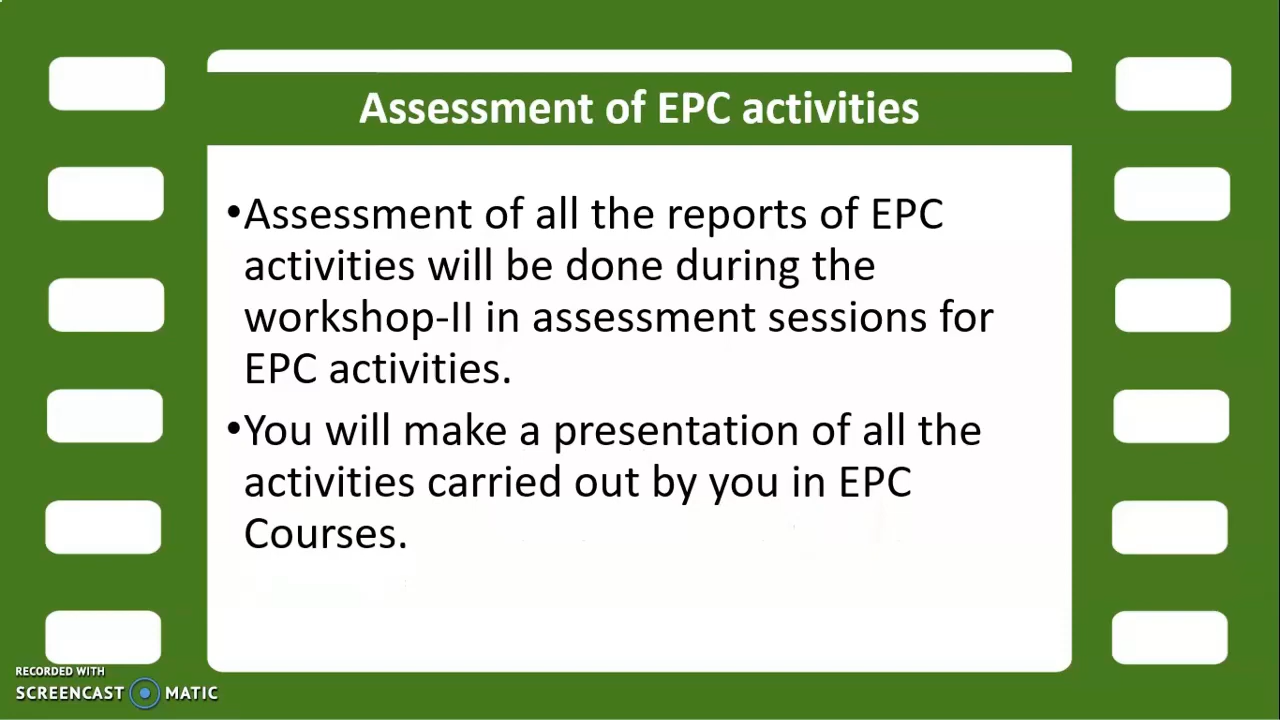 Assessment of EPC activities
•Assessment of all the reports of EPC
activities will be done during the
workshop-II in assessment sessions for
EPC activities.
•You will make a presentation of all the
activities carried out by you in EPC
Courses.
RECORDED WITH
SCREENCAST MATIC